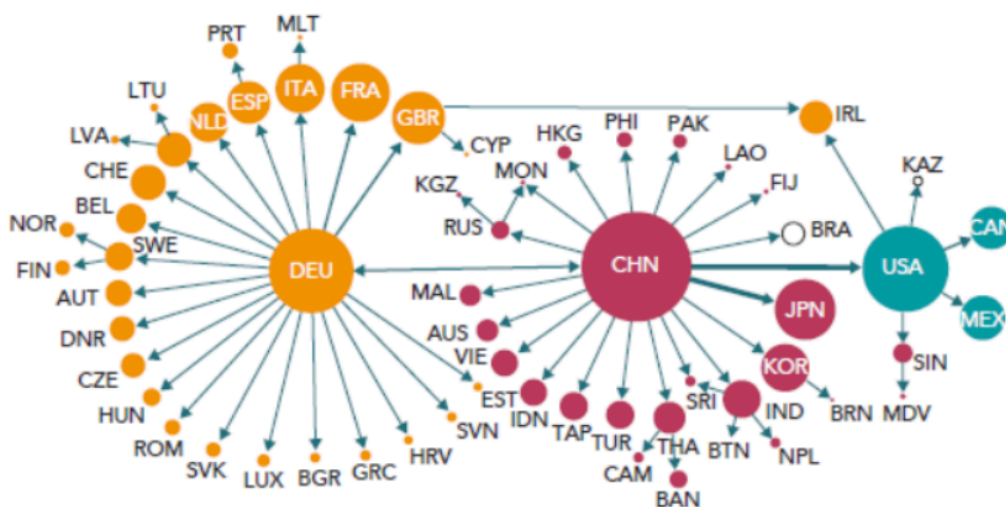 MLT
PRT
ITA
FRA
ESP
LTU
NLD
GBR
IRL
PHI
PAK
HKG
LVA
CYP
LAO
KAZ
MON
CHE
KGZ
FIJ
BEL
CAN
NOR
RUS
BRA
SWE
DEU
CHN
USA
FIN
AUT
MAL
JPN
MEX
DNR
AUS
VIE
KOR
SIN
CZE
EST
IDN
SRI
IND
BRN
MDV
HUN
SVN
TAP
TUR
THA
BTN
NPL
ROM
HRV
SVK
LUX
BGR
GRC
CAM
BAN